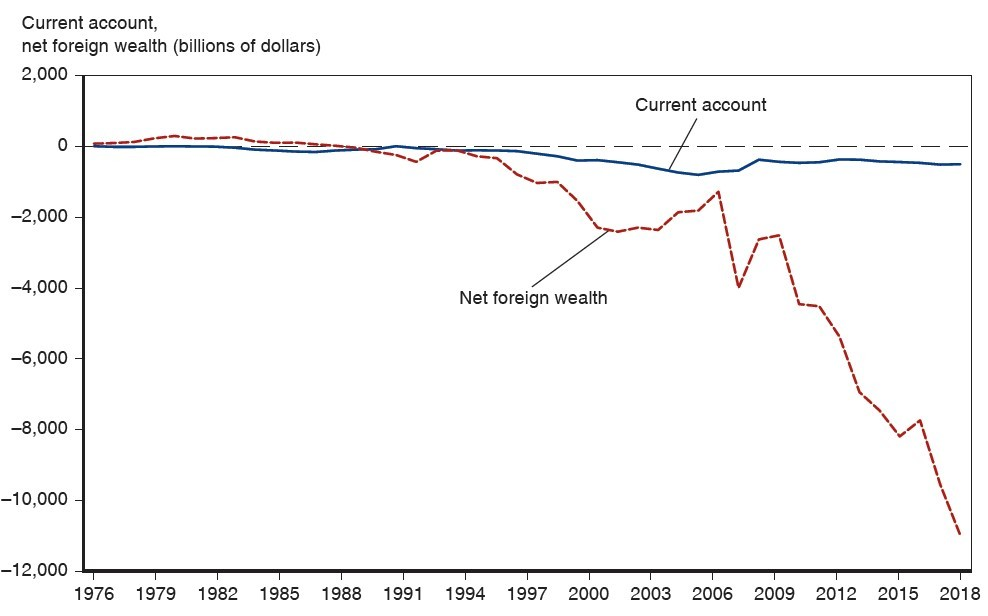 Current account,
net foreign wealth (billions of dollars)
2,000
0
–2,000
–4,000
–6,000
–8,000
–10,000
–12,000
Current account
Net foreign wealth
1976 1979 1982 1985 1988 1991 1994 1997 2000 2003 2006 2009 2012 2015 2018